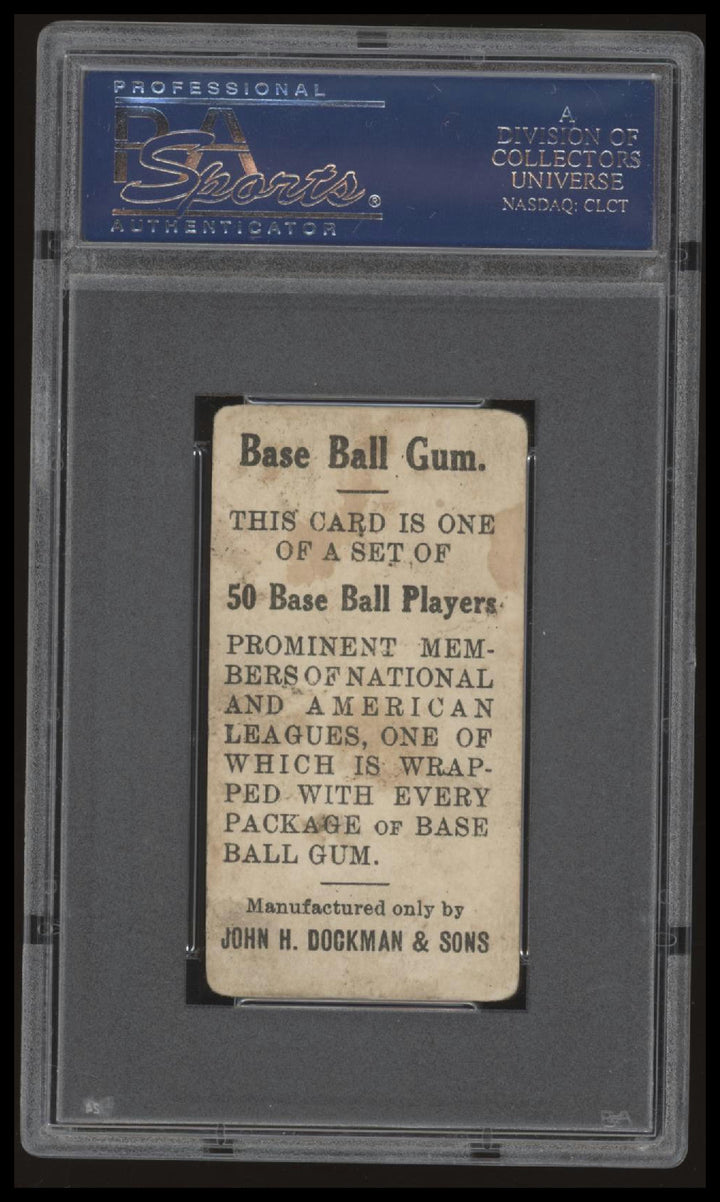 PROFESSIONAL
PSA
Sports®
AUTHENTICATOR
A
DIVISION OF
COLLECTORS
UNIVERSE
NASDAQ: CLCT
Base Ball Gum.
THIS CARD IS ONE
OF A SET OF
50 Base Ball Players
PROMINENT MEM-
BERS OF NATIONAL
AND AMERICAN
LEAGUES, ONE OF
WHICH IS WRAP-
PED WITH EVERY
PACKAGE OF BASE
BALL GUM.
Manufactured only by
JOHN H. DOCKMAN & SONS